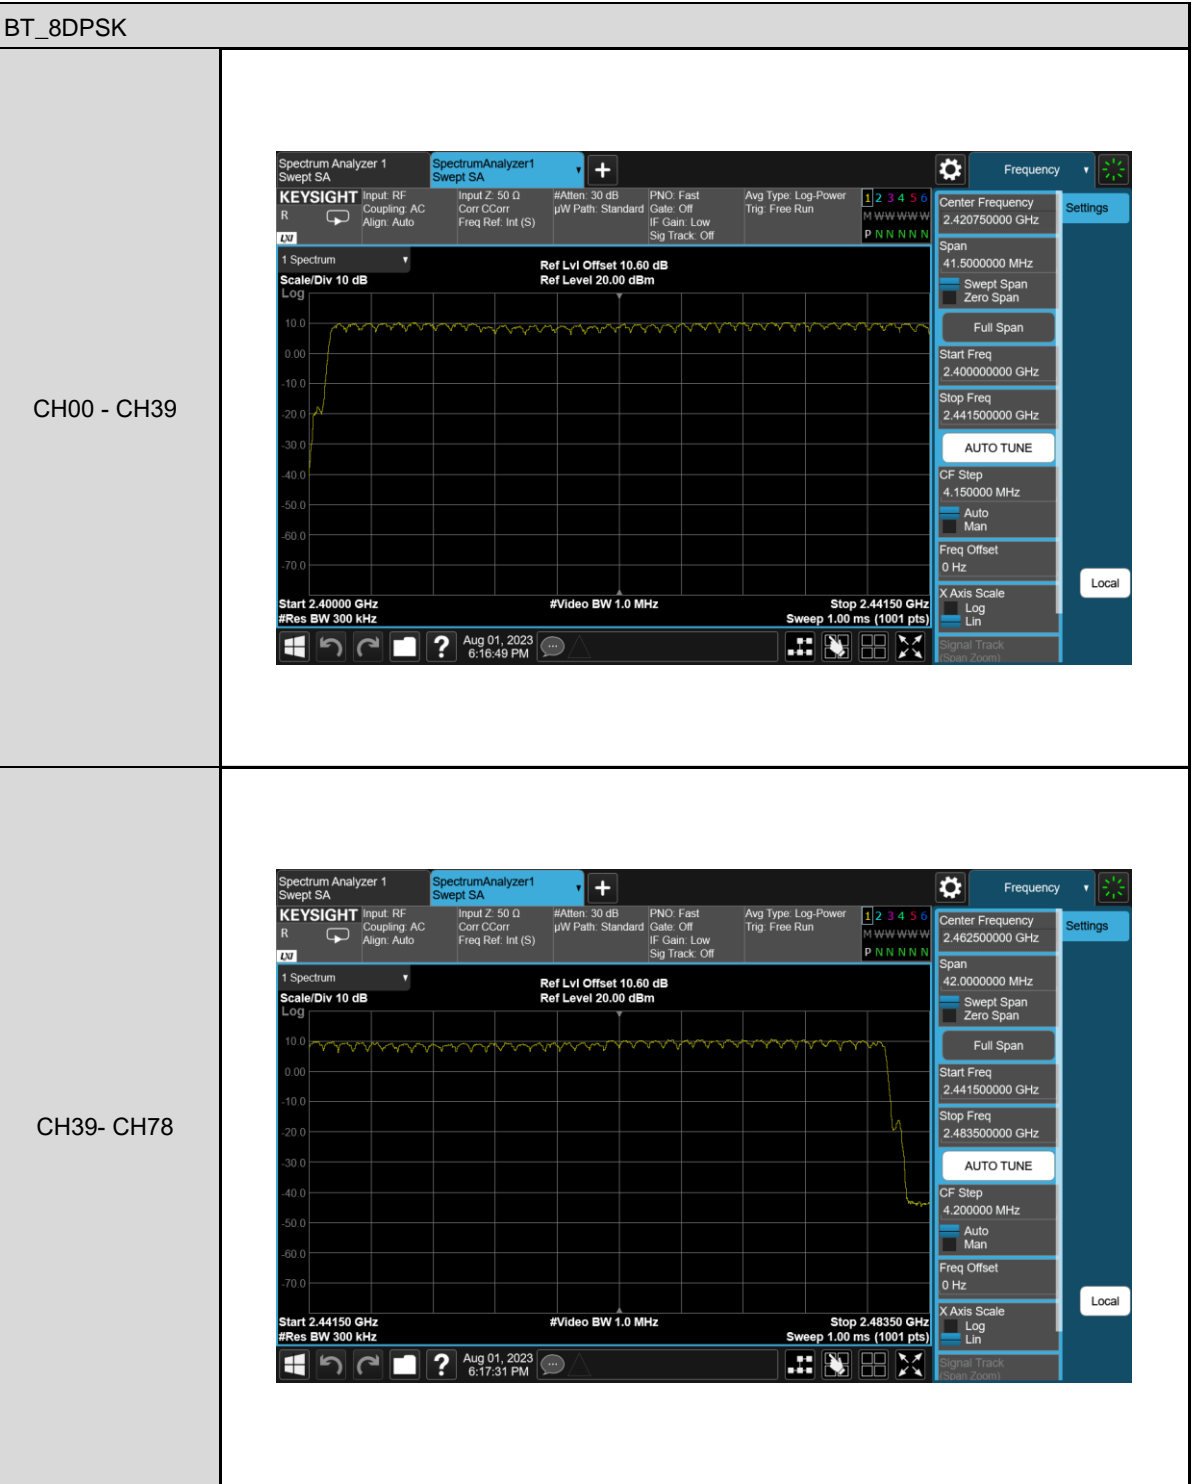 BT_8DPSK
CH00 - CH39
Spectrum Analyzer 1
Swept SA
SpectrumAnalyzer1
Swept SA
Frequency
KEYSIGHT
R
LXI
Input: RF
Coupling: AC
Align: Auto
Input Z: 50 Ω
Corr CCorr
Freq Ref: Int (S)
#Atten: 30 dB
µW Path: Standard
PNO: Fast
Gate: Off
IF Gain: Low
Sig Track: Off
Avg Type: Log-Power
Trig: Free Run
1 2 3 4 5 6
M W W W W W
P N N N N N
Center Frequency
2.420750000 GHz
Settings
Span
41.5000000 MHz
Swept Span
Zero Span
Full Span
Start Freq
2.400000000 GHz
Stop Freq
2.441500000 GHz
AUTO TUNE
CF Step
4.150000 MHz
Auto
Man
Freq Offset
0 Hz
X Axis Scale
Log
Lin
Signal Track
(Span Zoom)
Local
1 Spectrum
Scale/Div 10 dB
Log
Ref Lvl Offset 10.60 dB
Ref Level 20.00 dBm
10.0
0.00
-10.0
-20.0
-30.0
-40.0
-50.0
-60.0
-70.0
Start 2.40000 GHz
#Res BW 300 kHz
#Video BW 1.0 MHz
Stop 2.44150 GHz
Sweep 1.00 ms (1001 pts)
?
Aug 01, 2023
6:16:49 PM
CH39- CH78
Spectrum Analyzer 1
Swept SA
SpectrumAnalyzer1
Swept SA
Frequency
KEYSIGHT
R
LXI
Input: RF
Coupling: AC
Align: Auto
Input Z: 50 Ω
Corr CCorr
Freq Ref: Int (S)
#Atten: 30 dB
µW Path: Standard
PNO: Fast
Gate: Off
IF Gain: Low
Sig Track: Off
Avg Type: Log-Power
Trig: Free Run
1 2 3 4 5 6
M W W W W W
P N N N N N
Center Frequency
2.462500000 GHz
Settings
Span
42.0000000 MHz
Swept Span
Zero Span
Full Span
Start Freq
2.441500000 GHz
Stop Freq
2.483500000 GHz
AUTO TUNE
CF Step
4.200000 MHz
Auto
Man
Freq Offset
0 Hz
X Axis Scale
Log
Lin
Signal Track
(Span Zoom)
Local
1 Spectrum
Scale/Div 10 dB
Log
Ref Lvl Offset 10.60 dB
Ref Level 20.00 dBm
10.0
0.00
-10.0
-20.0
-30.0
-40.0
-50.0
-60.0
-70.0
Start 2.44150 GHz
#Res BW 300 kHz
#Video BW 1.0 MHz
Stop 2.48350 GHz
Sweep 1.00 ms (1001 pts)
?
Aug 01, 2023
6:17:31 PM